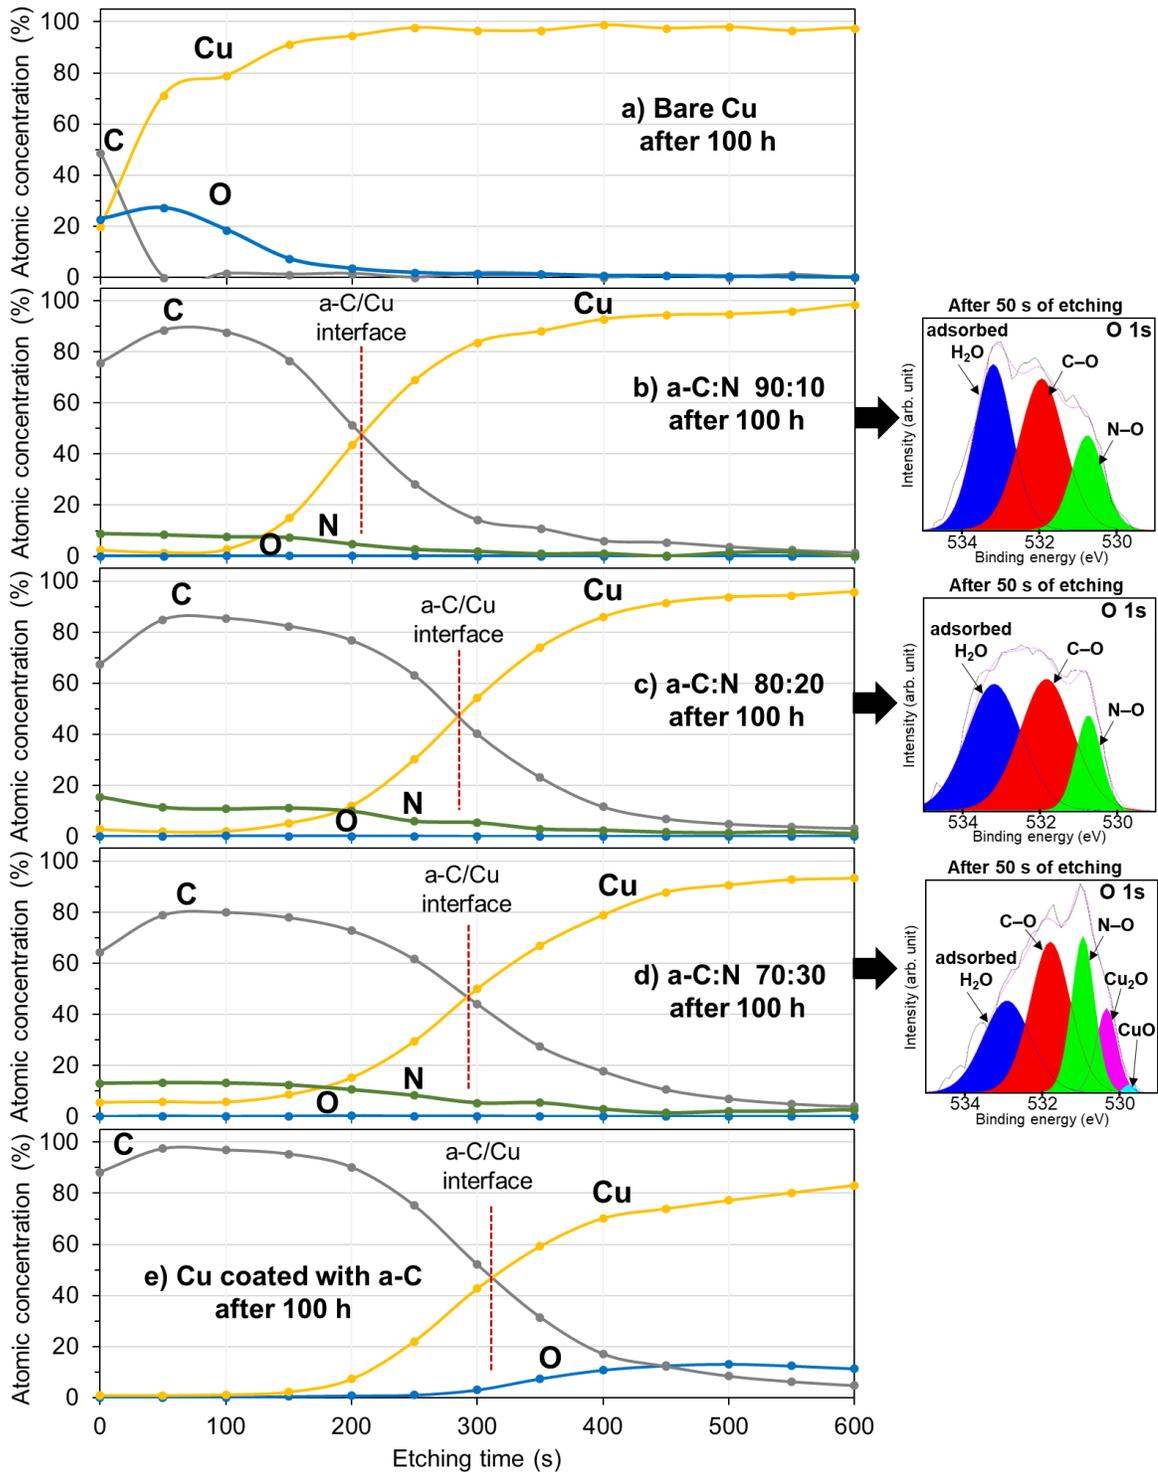 Atomic concentration (%)
100
80
60
40
20
0
Cu
C
O
a) Bare Cu
after 100 h
Atomic concentration (%)
100
80
60
40
20
0
C
a-C/Cu
interface
Cu
b) a-C:N 90:10
after 100 h
N
O
After 50 s of etching
O 1s
adsorbed
H₂O
C–O
N–O
Intensity (arb. unit)
534 532 530
Binding energy (eV)
Atomic concentration (%)
100
80
60
40
20
0
C
a-C/Cu
interface
Cu
c) a-C:N 80:20
after 100 h
N
O
After 50 s of etching
O 1s
adsorbed
H₂O
C–O
N–O
Intensity (arb. unit)
534 532 530
Binding energy (eV)
Atomic concentration (%)
100
80
60
40
20
0
C
a-C/Cu
interface
Cu
d) a-C:N 70:30
after 100 h
N
O
After 50 s of etching
O 1s
C–O
N–O
adsorbed
H₂O
Cu₂O
CuO
Intensity (arb. unit)
534 532 530
Binding energy (eV)
Atomic concentration (%)
100
80
60
40
20
0
C
a-C/Cu
interface
Cu
e) Cu coated with a-C
after 100 h
O
0 100 200 300 400 500 600
Etching time (s)